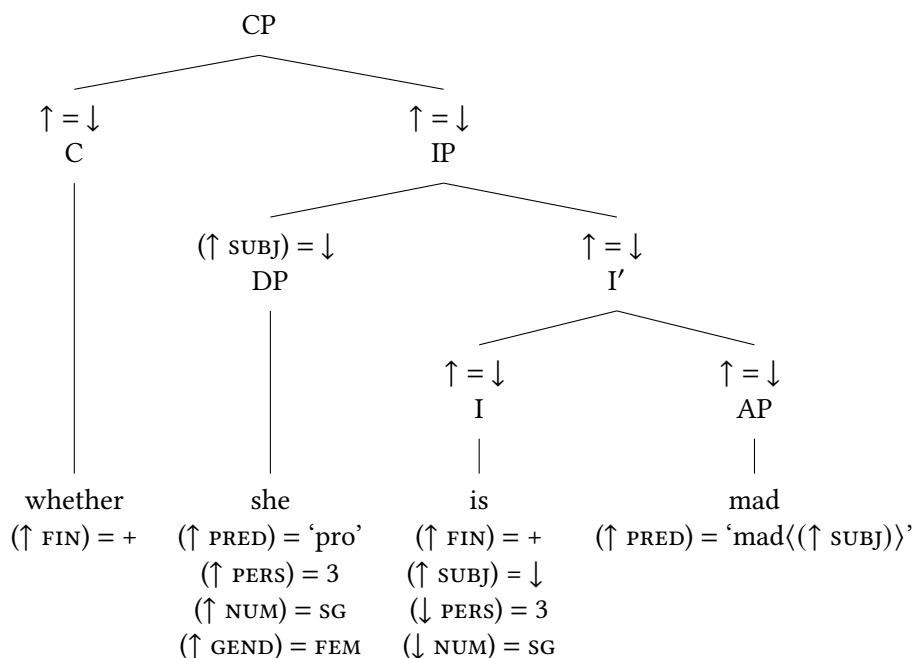 CP
↑ = ↓ ↑ = ↓
C IP
(↑ SUBJ) = ↓ ↑ = ↓
DP I′
↑ = ↓ ↑ = ↓
I AP
whether she is mad
(↑ FIN) = + (↑ PRED) = ‘pro’ (↑ FIN) = + (↑ PRED) = ‘mad⟨(↑ SUBJ)⟩’
(↑ PERS) = 3 (↑ SUBJ) = ↓
(↑ NUM) = SG (↓ PERS) = 3
(↑ GEND) = FEM (↓ NUM) = SG